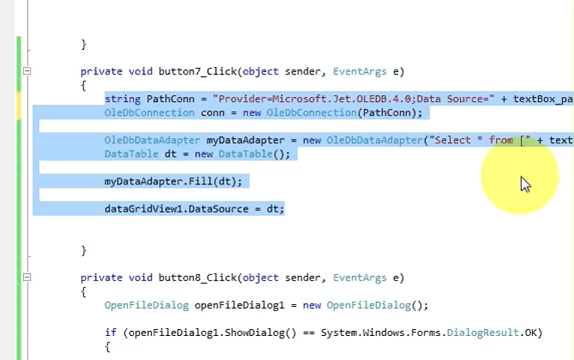 }
private void button7_Click(object sender, EventArgs e)
{
string PathConn = "Provider=Microsoft.Jet.OLEDB.4.0;Data Source=" + textBox_pa
OleDbConnection conn = new OleDbConnection(PathConn);
OleDbDataAdapter myDataAdapter = new OleDbDataAdapter("Select * from [" + text
DataTable dt = new DataTable();
myDataAdapter.Fill(dt);
dataGridView1.DataSource = dt;
}
private void button8_Click(object sender, EventArgs e)
{
OpenFileDialog openFileDialog1 = new OpenFileDialog();
if (openFileDialog1.ShowDialog() == System.Windows.Forms.DialogResult.OK)
{